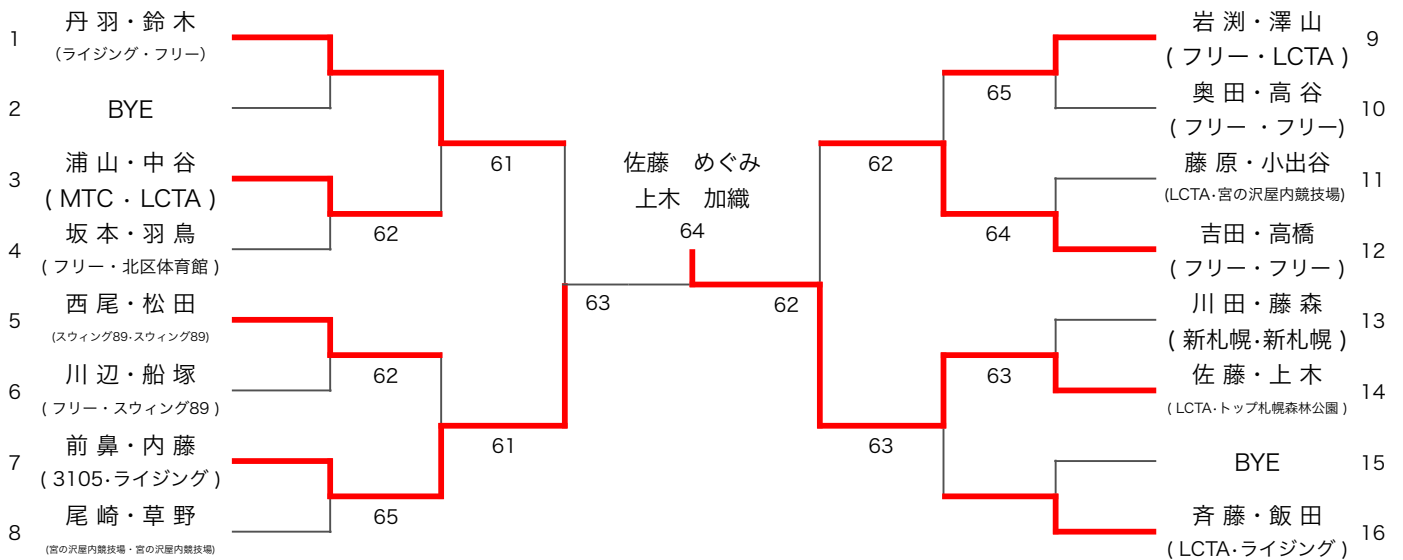 1
丹 羽・鈴 木
（ライジング・フリー）
2
BYE
3
浦 山・中 谷
( MTC ・ LCTA )
4
坂 本・羽 鳥
( フリー・北区体育館 )
5
西 尾・松 田
(スウィング89・スウィング89)
6
川 辺・船 塚
( フリー・スウィング89 )
7
前 鼻・内 藤
( 3105・ライジング )
8
尾 崎・草 野
(宮の沢屋内競技場・宮の沢屋内競技場)
62
62
65
61
61
63
佐藤　めぐみ
上木　加織
64
62
62
63
65
64
63
岩 渕・澤 山
( フリー・LCTA )
9
奥 田・高 谷
( フリー ・フリー)
10
藤 原・小出谷
(LCTA・宮の沢屋内競技場)
11
吉田・高橋
( フリー・フリー )
12
川 田・藤 森
( 新札幌・新札幌 )
13
佐 藤・上 木
( LCTA・トップ札幌森林公園 )
14
BYE
15
斉 藤・飯 田
( LCTA・ライジング )
16